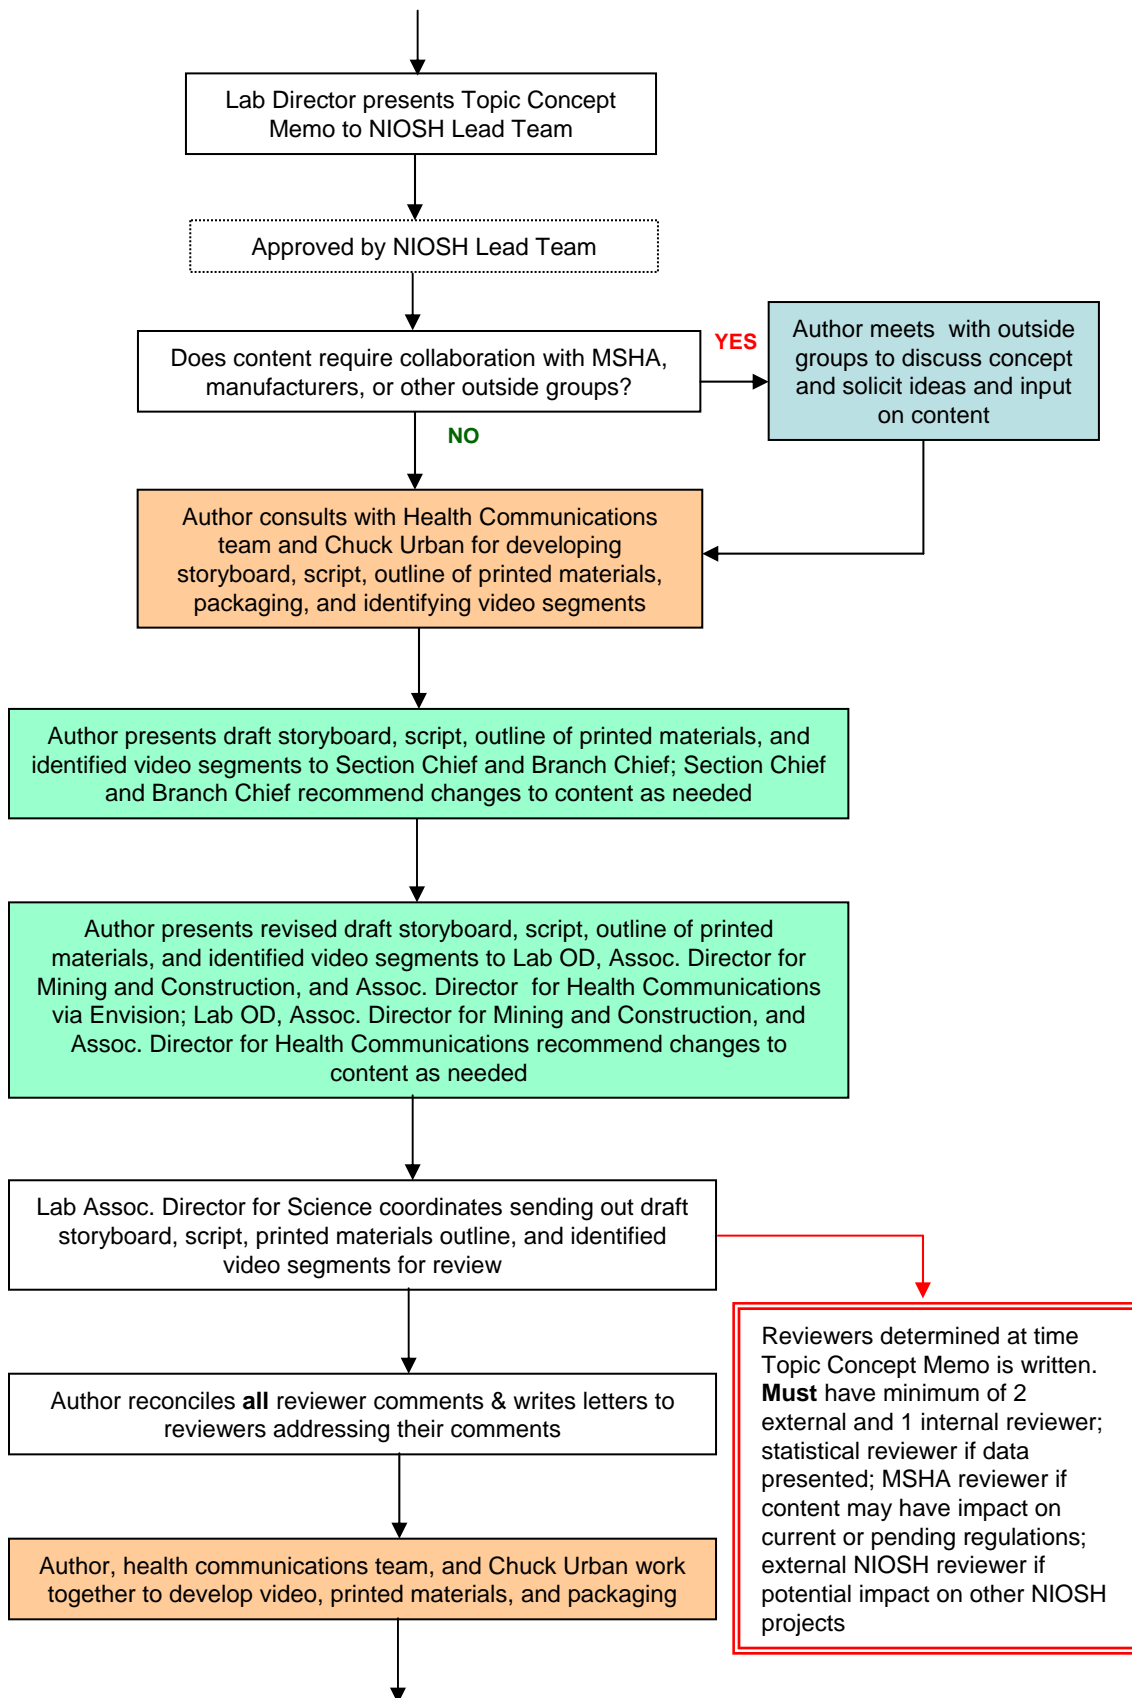 Lab Director presents Topic Concept
Memo to NIOSH Lead Team
Approved by NIOSH Lead Team
Does content require collaboration with MSHA,
manufacturers, or other outside groups?
YES
Author meets  with outside
groups to discuss concept
and solicit ideas and input
on content
NO
Author consults with Health Communications
team and Chuck Urban for developing
storyboard, script, outline of printed materials,
packaging, and identifying video segments
Author presents draft storyboard, script, outline of printed materials, and
identified video segments to Section Chief and Branch Chief; Section Chief
and Branch Chief recommend changes to content as needed
Author presents revised draft storyboard, script, outline of printed
materials, and identified video segments to Lab OD, Assoc. Director for
Mining and Construction, and Assoc. Director  for Health Communications
via Envision; Lab OD, Assoc. Director for Mining and Construction, and
Assoc. Director for Health Communications recommend changes to
content as needed
Lab Assoc. Director for Science coordinates sending out draft
storyboard, script, printed materials outline, and identified
video segments for review
Reviewers determined at time
Topic Concept Memo is written.
Must have minimum of 2
external and 1 internal reviewer;
statistical reviewer if data
presented; MSHA reviewer if
content may have impact on
current or pending regulations;
external NIOSH reviewer if
potential impact on other NIOSH
projects
Author reconciles all reviewer comments & writes letters to
reviewers addressing their comments
Author, health communications team, and Chuck Urban work
together to develop video, printed materials, and packaging